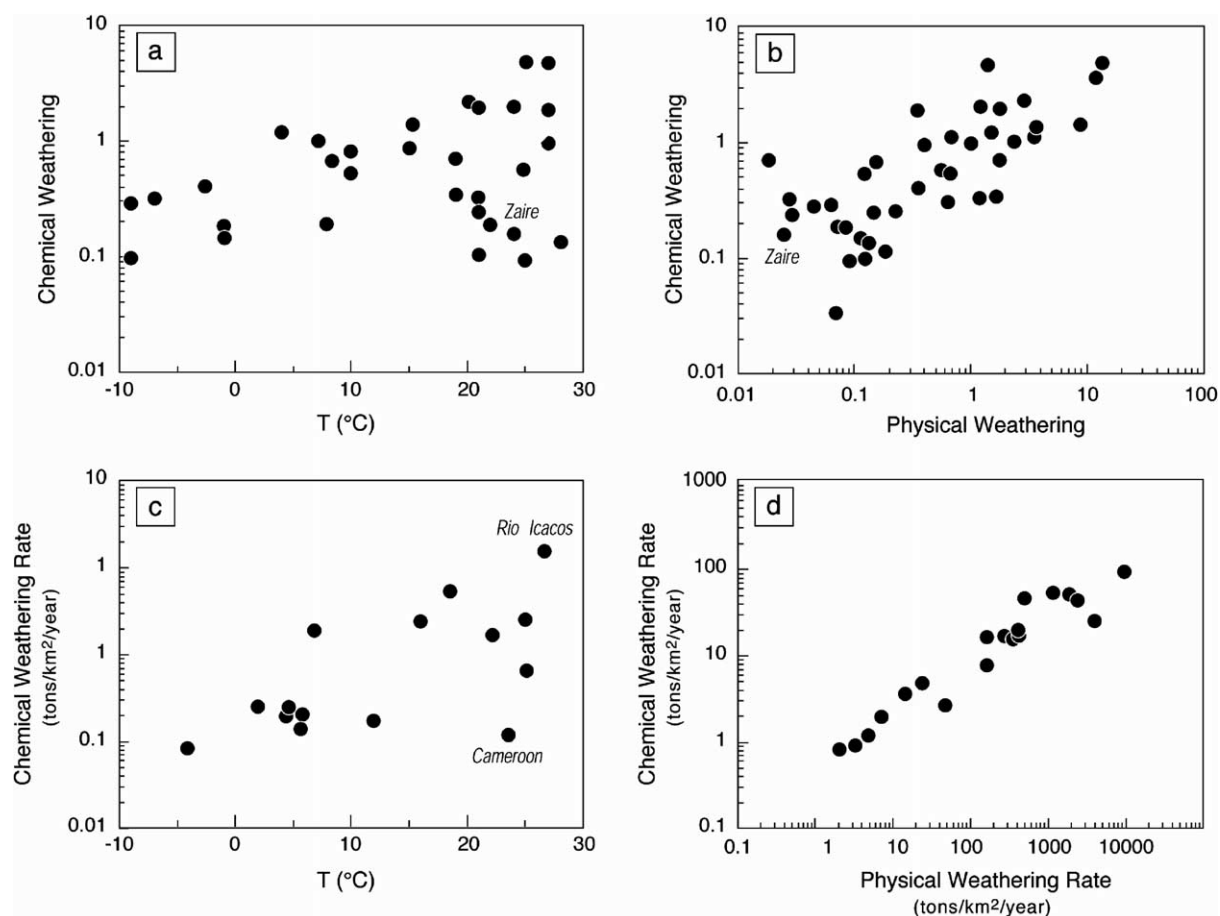 a
Chemical Weathering
10
1
0.1
0.01
Zaire
-10
0
10
20
30
T (°C)
b
Chemical Weathering
10
1
0.1
0.01
Zaire
0.01
0.1
1
10
100
Physical Weathering
c
Chemical Weathering Rate
(tons/km²/year)
10
1
0.1
0.01
Rio Icacos
Cameroon
-10
0
10
20
30
T (°C)
d
Chemical Weathering Rate
(tons/km²/year)
1000
100
10
1
0.1
0.1
1
10
100
1000
10000
Physical Weathering Rate
(tons/km²/year)